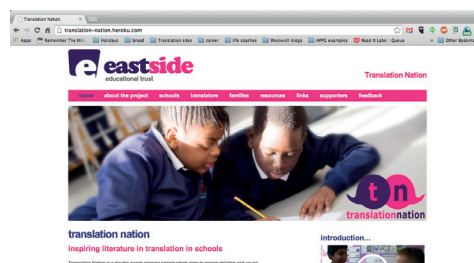 Translation Nation
translation-nation.heroku.com
Apps
Holidays
bread
Translation sites
career
life coaches
Woolwich blogs
APPG examples
Read It Later : Queue
eastside
educational trust
Translation Nation
home about the project schools translators families resources links supporters feedback
tn
translationnation
translation nation
introduction...
Inspiring literature in translation in schools